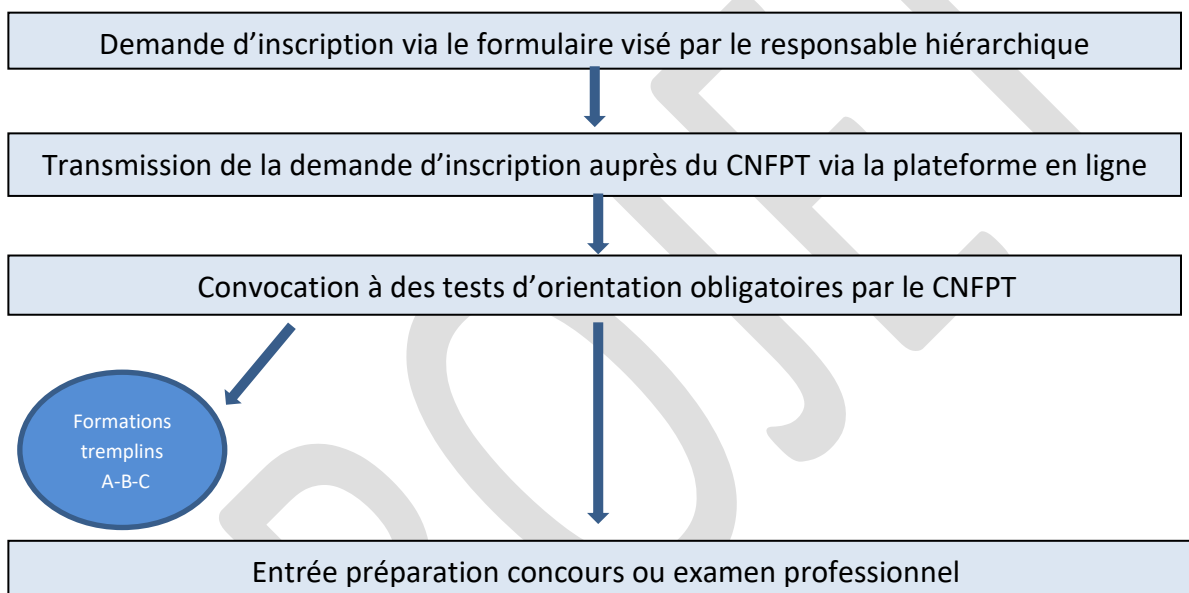 Demande d'inscription via le formulaire visé par le responsable hiérarchique
Transmission de la demande d'inscription auprès du CNFPT via la plateforme en ligne
Convocation à des tests d'orientation obligatoires par le CNFPT
Formations
tremplins
A-B-C
Entrée préparation concours ou examen professionnel